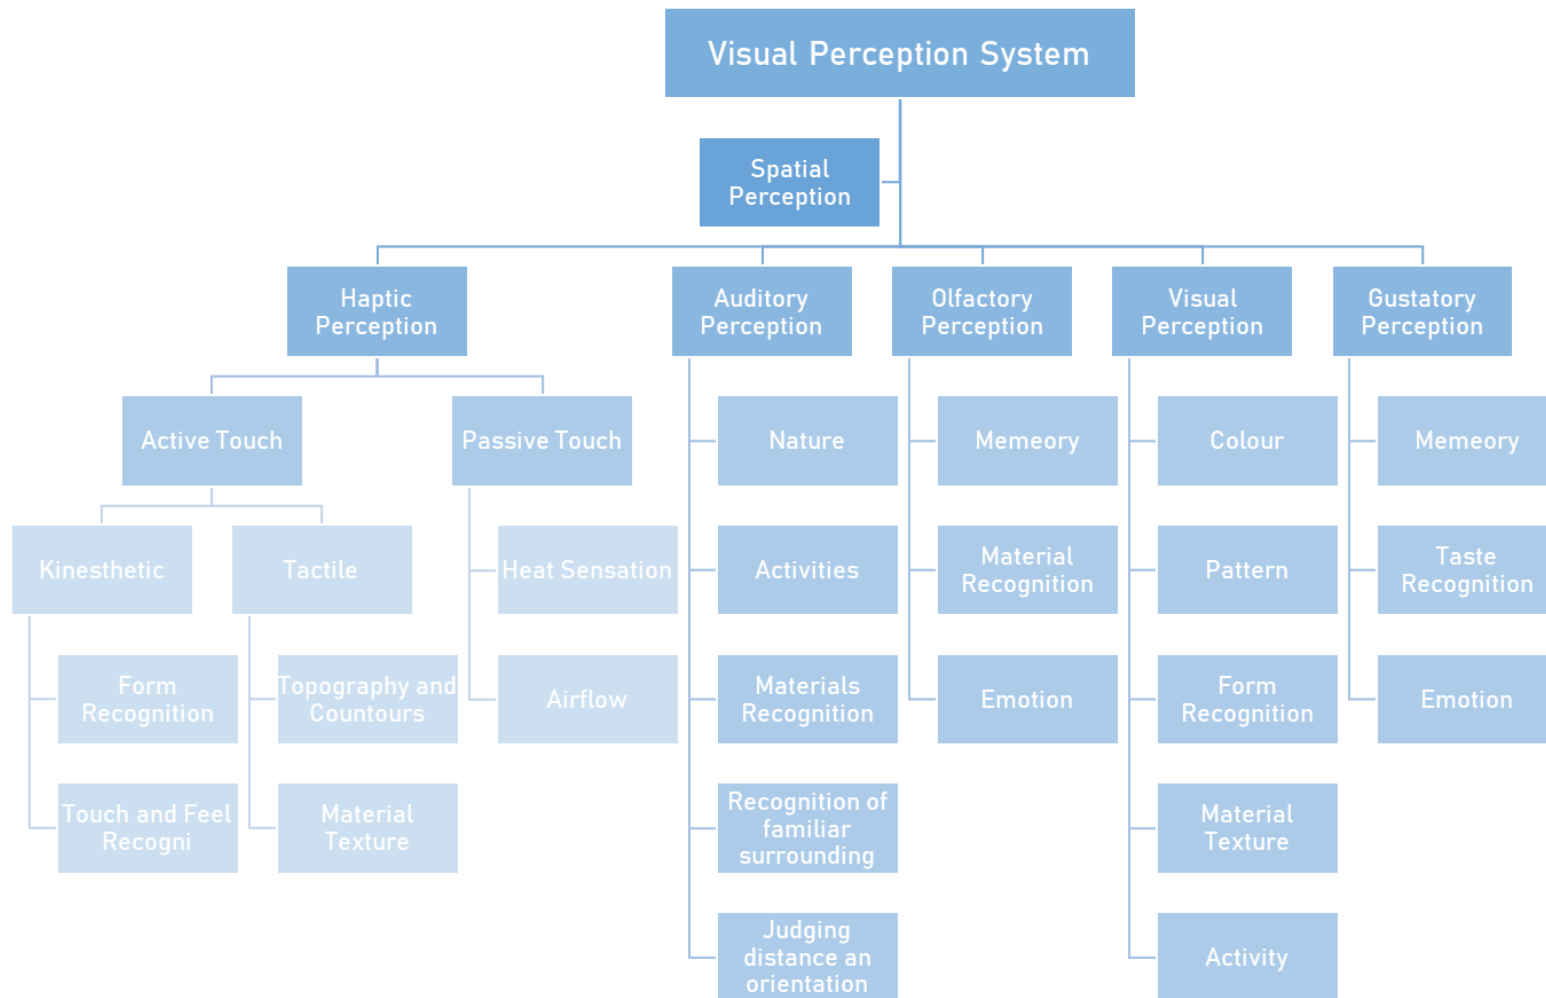 Visual Perception System
Spatial
Perception
Haptic
Perception
Auditory
Perception
Olfactory
Perception
Visual
Perception
Gustatory
Perception
Active Touch
Passive Touch
Nature
Memeory
Colour
Memeory
Kinesthetic
Tactile
Heat Sensation
Activities
Material
Recognition
Pattern
Taste
Recognition
Form
Recognition
Topography and
Countours
Airflow
Materials
Recognition
Emotion
Form
Recognition
Emotion
Touch and Feel
Recogni
Material
Texture
Recognition of
familiar
surrounding
Material
Texture
Judging
distance an
orientation
Activity